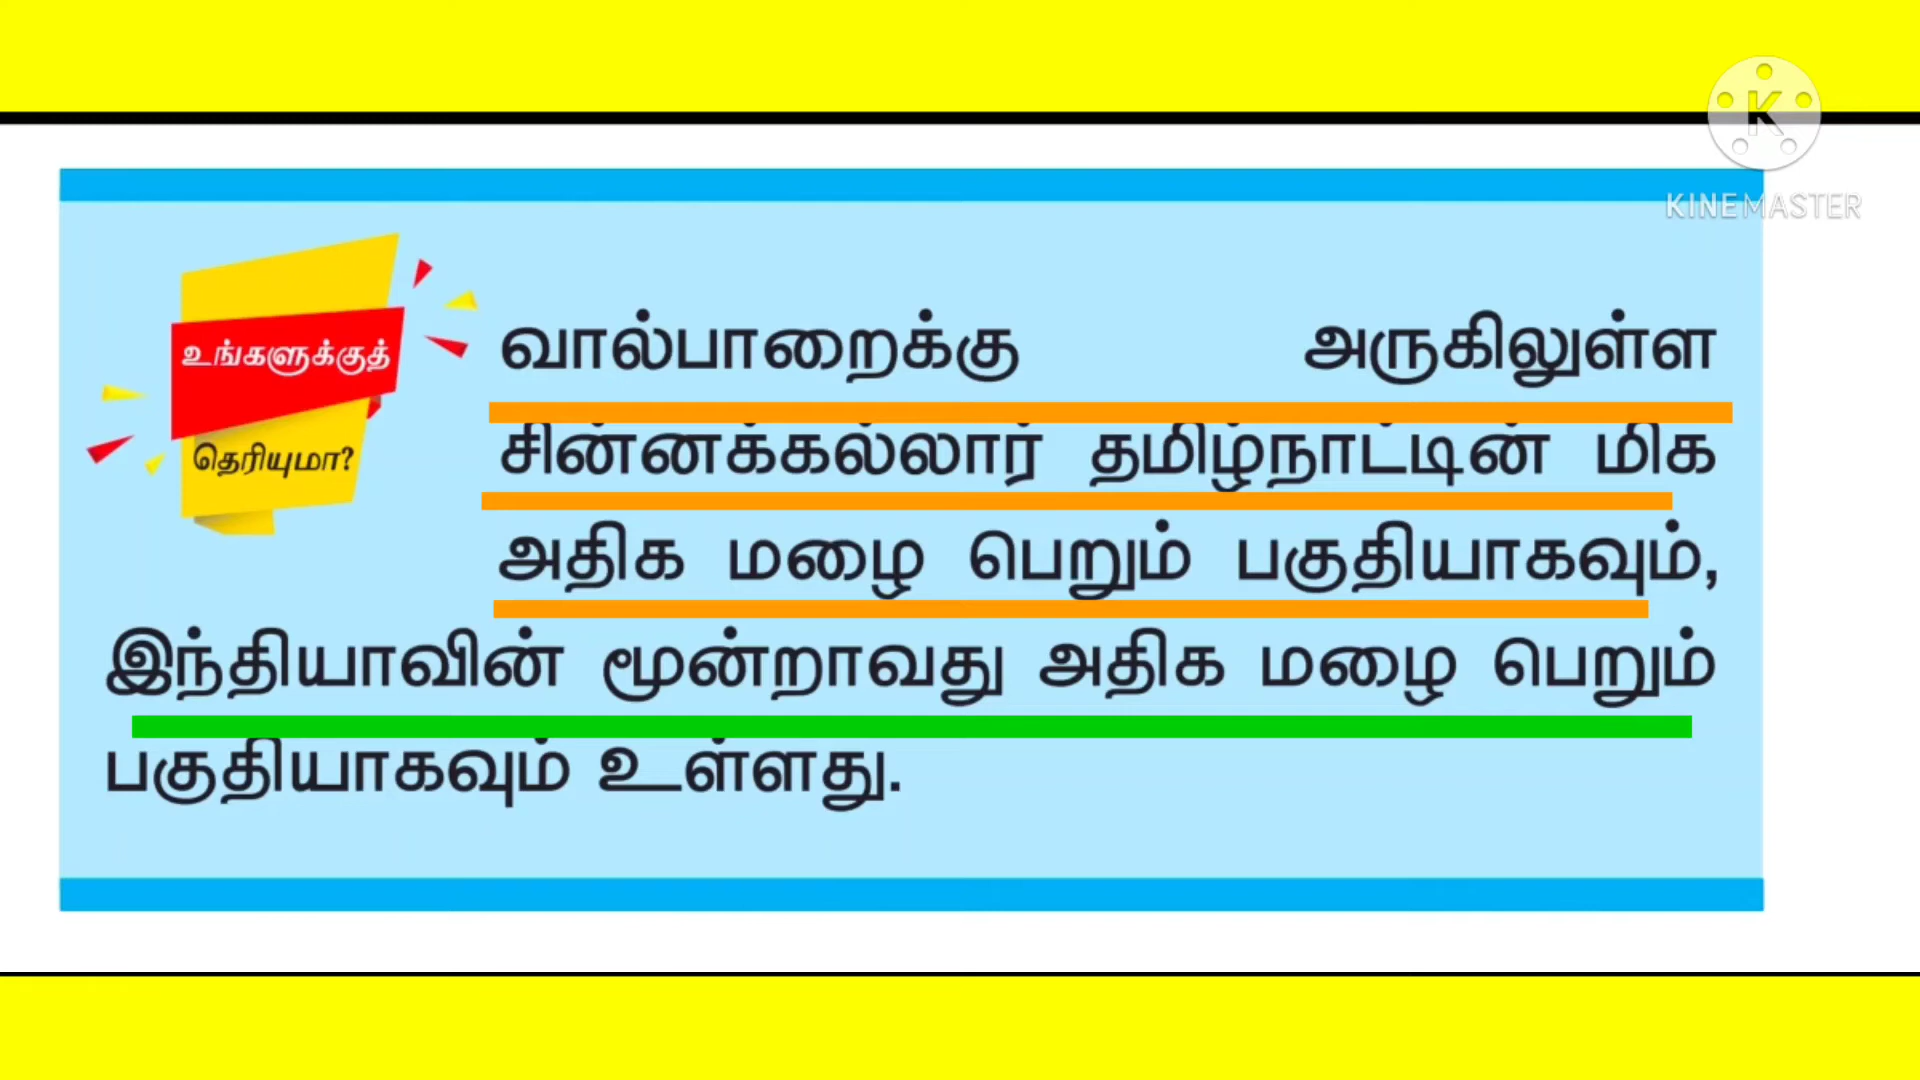 KINEMASTER
உங்களுக்குத்
தெரியுமா?
வால்பாறைக்கு அருகிலுள்ள
சின்னக்கல்லார் தமிழ்நாட்டின் மிக
அதிக மழை பெறும் பகுதியாகவும்,
இந்தியாவின் மூன்றாவது அதிக மழை பெறும்
பகுதியாகவும் உள்ளது.